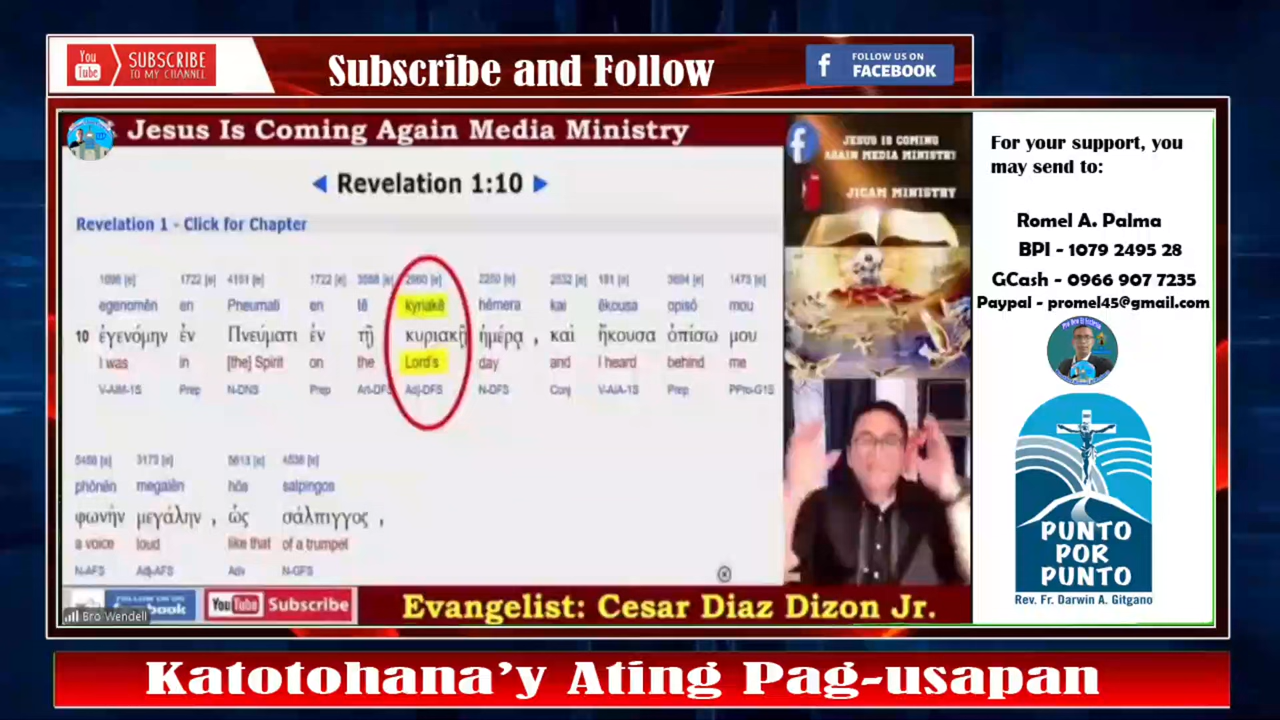 You Tube
SUBSCRIBE
TO MY CHANNEL
Subscribe and Follow
f
FOLLOW US ON
FACEBOOK
Jesus Is Coming Again Media Ministry
Revelation 1:10
Revelation 1 - Click for Chapter
1096 [e] 1722 [e] 4151 [e] 1722 [e] 3588 [e] 2960 [e] 2250 [e] 2532 [e] 191 [e] 3694 [e] 1473 [e]
egenomēn en Pneumati en tē kyriakē hēmera kai ēkousa opisō mou
10 ἐγενόμην ἐν Πνεύματι ἐν τῇ κυριακῇ ἡμέρᾳ , καὶ ἤκουσα ὀπίσω μου
I was in [the] Spirit on the Lord's day and I heard behind me
V-AIM-1S Prep N-DNS Prep Art-DFS Adj-DFS N-DFS Conj V-AIA-1S Prep PPro-G1S
5456 [e] 3173 [e] 5613 [e] 4536 [e]
phōnēn megalēn hōs salpingos
φωνὴν μεγάλην , ὡς σάλπιγγος ,
a voice loud like that of a trumpet
N-AFS Adj-AFS Adv N-GFS
f
JESUS IS COMING
AGAIN MEDIA MINISTRY
JICAM MINISTRY
You Tube Subscribe
Bro Wendell
Evangelist: Cesar Diaz Dizon Jr.
For your support, you
may send to:
Romel A. Palma
BPI - 1079 2495 28
GCash - 0966 907 7235
Paypal - promel45@gmail.com
PUNTO
POR
PUNTO
Rev. Fr. Darwin A. Gitgano
Katotohana'y Ating Pag-usapan